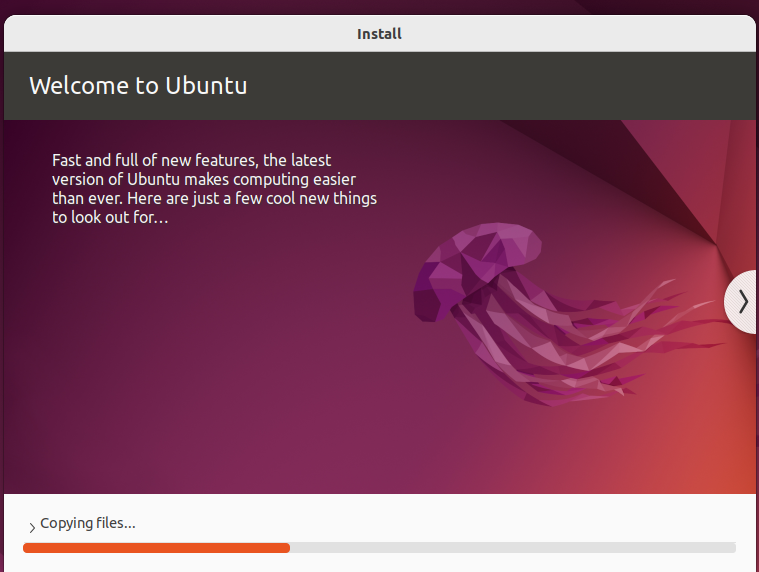 Install
Welcome to Ubuntu
Fast and full of new features, the latest
version of Ubuntu makes computing easier
than ever. Here are just a few cool new things
to look out for…
Copying files…